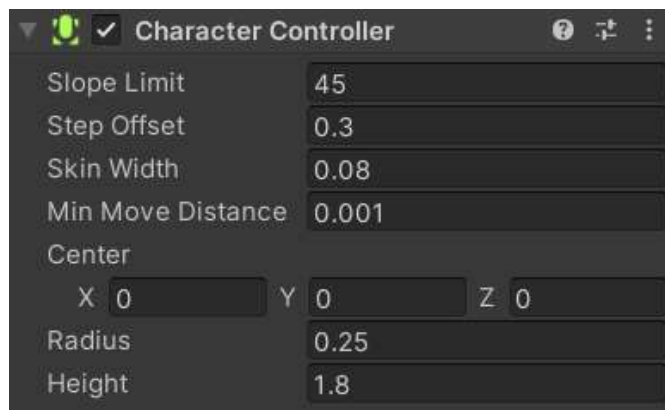 Character Controller
Slope Limit 45
Step Offset 0.3
Skin Width 0.08
Min Move Distance 0.001
Center
X 0 Y 0 Z 0
Radius 0.25
Height 1.8